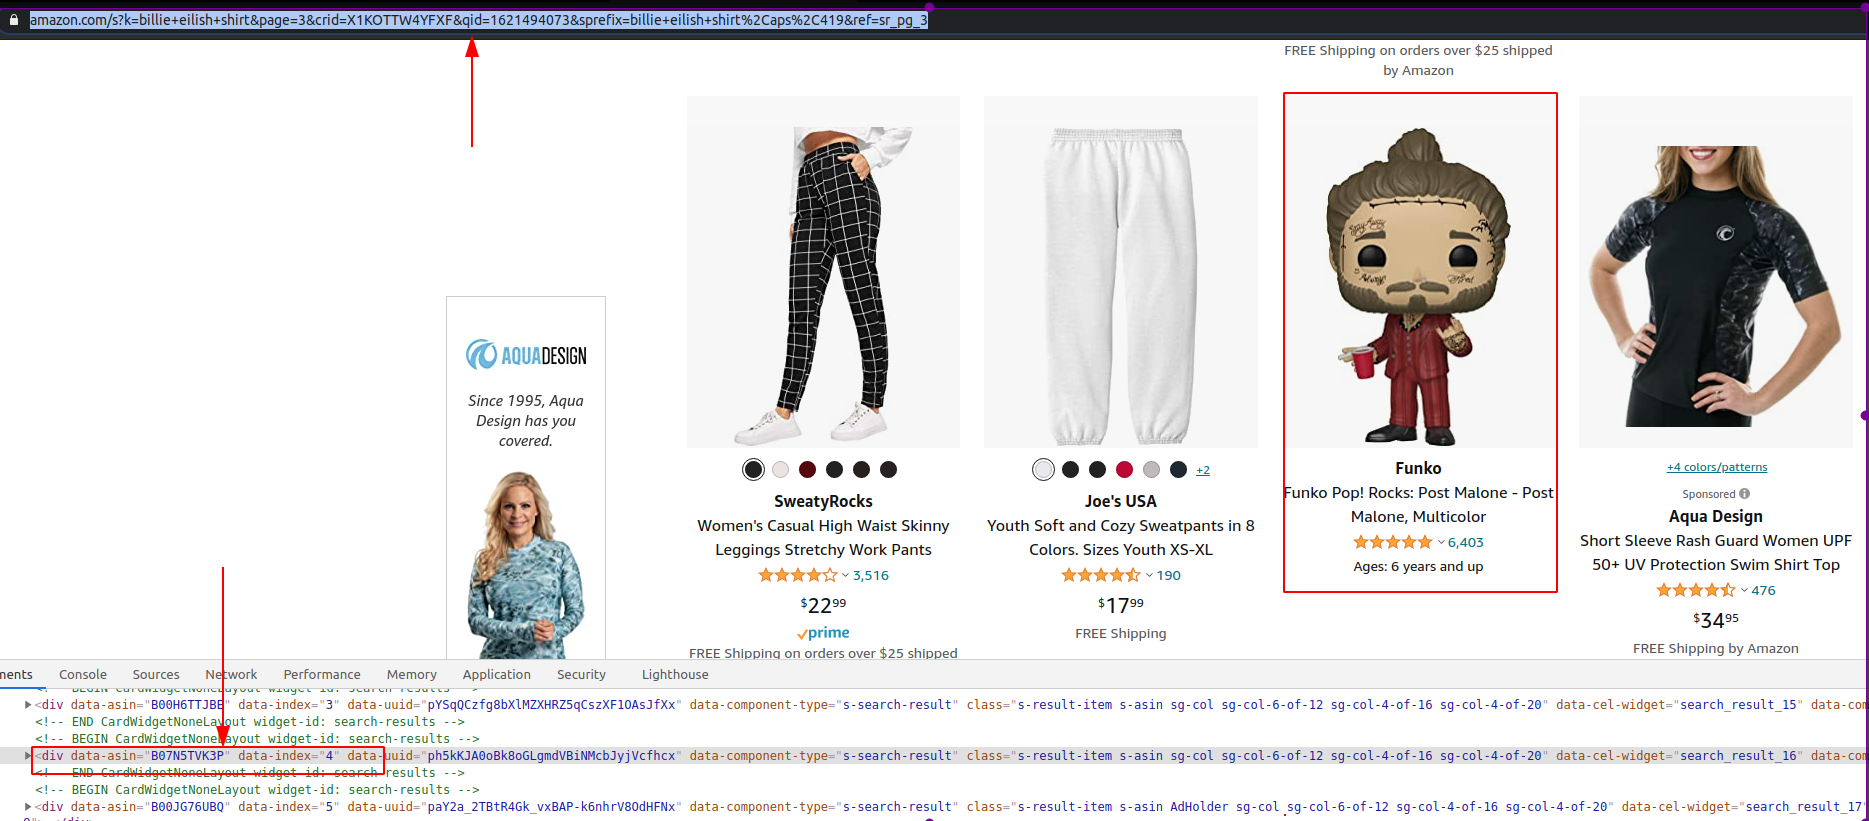 amazon.com/s?k=billie+eilish+shirt&page=3&crid=X1KOTTW4YFXF&qid=1621494073&sprefix=billie+eilish+shirt%2Caps%2C419&ref=sr_pg_3
FREE Shipping on orders over $25 shipped
by Amazon
AQUADESIGN
Since 1995, Aqua
Design has you
covered.
SweatyRocks
Women's Casual High Waist Skinny
Leggings Stretchy Work Pants
3,516
$22 99
prime
FREE Shipping on orders over $25 shipped
+2
Joe's USA
Youth Soft and Cozy Sweatpants in 8
Colors. Sizes Youth XS-XL
190
$17 99
FREE Shipping
Always
Funko
Funko Pop! Rocks: Post Malone - Post
Malone, Multicolor
6,403
Ages: 6 years and up
+4 colors/patterns
Sponsored
Aqua Design
Short Sleeve Rash Guard Women UPF
50+ UV Protection Swim Shirt Top
476
$34 95
FREE Shipping by Amazon
ments Console Sources Network Performance Memory Application Security Lighthouse
<!-- BEGIN CardWidgetNoneLayout widget-id: search-results -->
<div data-asin="B00H6TTJBE" data-index="3" data-uuid="pYSqQCzfg8bXlMZXHRZ5qCszXF1OAsJfXx" data-component-type="s-search-result" class="s-result-item s-asin sg-col sg-col-6-of-12 sg-col-4-of-16 sg-col-4-of-20" data-cel-widget="search_result_15" data-com
<!-- END CardWidgetNoneLayout widget-id: search-results -->
<!-- BEGIN CardWidgetNoneLayout widget-id: search-results -->
<div data-asin="B07N5TVK3P" data-index="4" data-uuid="ph5kKJA0oBk8oGLgmdVBiNMcbJyjVcfhcx" data-component-type="s-search-result" class="s-result-item s-asin sg-col sg-col-6-of-12 sg-col-4-of-16 sg-col-4-of-20" data-cel-widget="search_result_16" data-comp
<!-- END CardWidgetNoneLayout widget-id: search-results -->
<!-- BEGIN CardWidgetNoneLayout widget-id: search-results -->
<div data-asin="B00JG76UBQ" data-index="5" data-uuid="paY2a_2TBtR4Gk_vxBAP-k6nhrV8OdHFNx" data-component-type="s-search-result" class="s-result-item s-asin AdHolder sg-col sg-col-6-of-12 sg-col-4-of-16 sg-col-4-of-20" data-cel-widget="search_result_17"